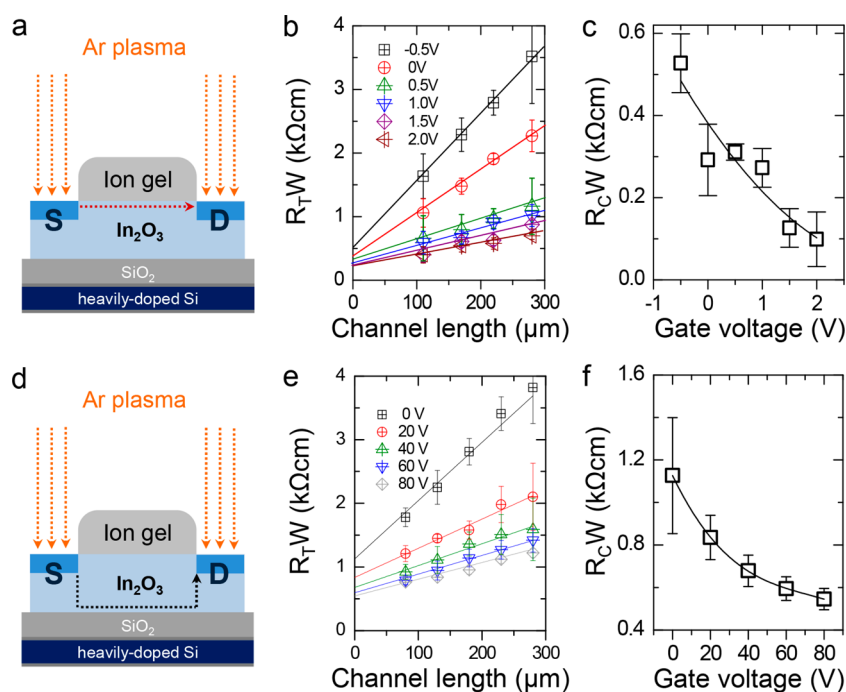 a
Ar plasma
Ion gel
S
D
In₂O₃
SiO₂
heavily-doped Si
b
R_TW (kΩcm)
4
3
2
1
0
-0.5V
0V
0.5V
1.0V
1.5V
2.0V
0 100 200 300
Channel length (μm)
c
R_CW (kΩcm)
0.6
0.4
0.2
0.0
-1 0 1 2
Gate voltage (V)
d
Ar plasma
Ion gel
S
D
In₂O₃
SiO₂
heavily-doped Si
e
R_TW (kΩcm)
4
3
2
1
0
0 V
20 V
40 V
60 V
80 V
0 100 200 300
Channel length (μm)
f
R_CW (kΩcm)
1.6
1.2
0.8
0.4
0 20 40 60 80
Gate voltage (V)